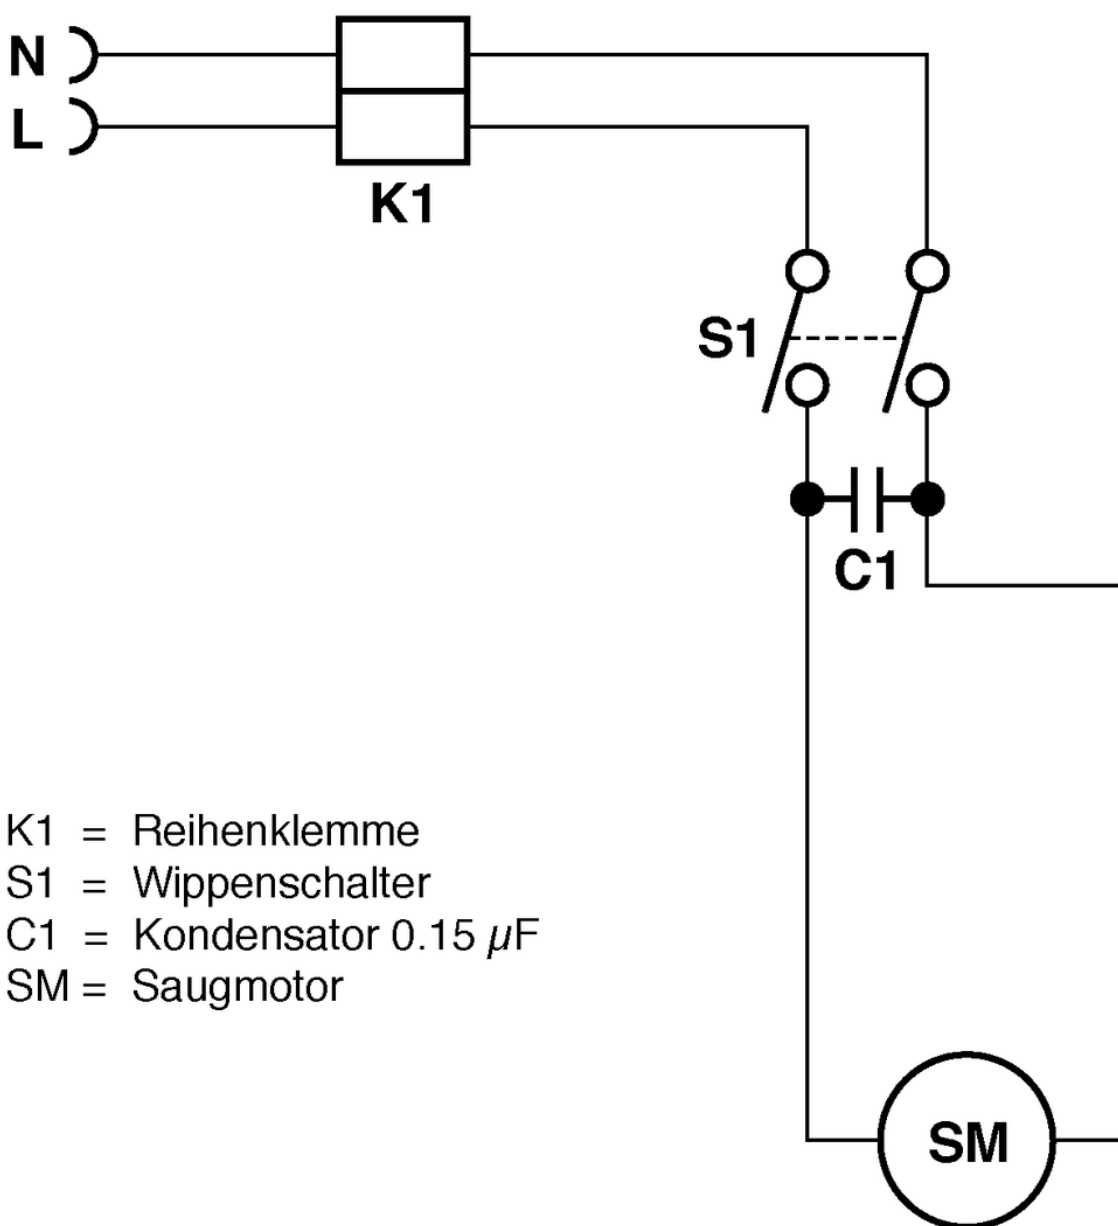 N
L
K1
S1
C1
K1 = Reihenklemme
S1 = Wippenschalter
C1 = Kondensator 0.15 µF
SM = Saugmotor
SM